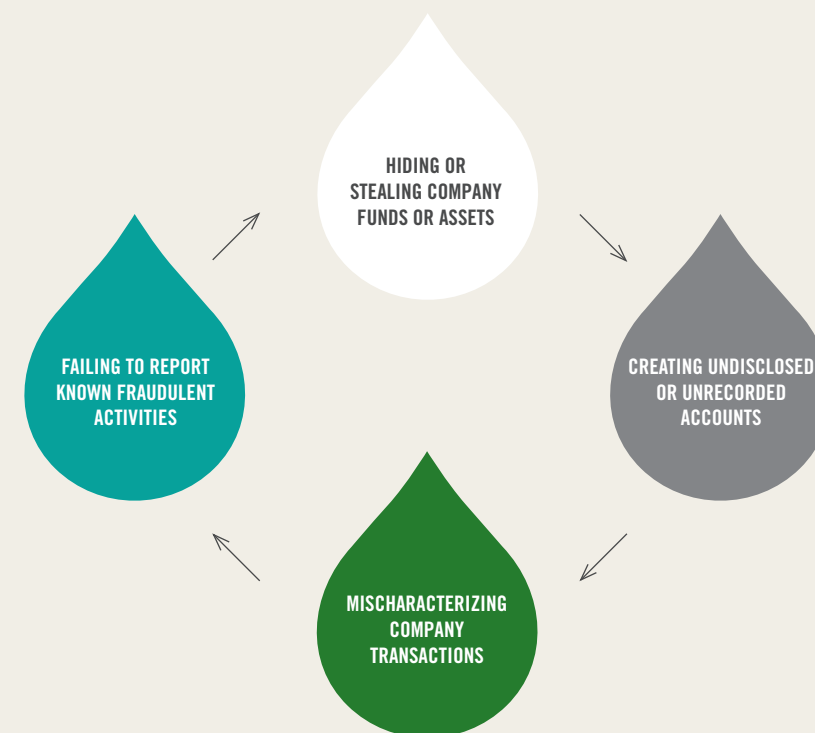 HIDING OR
STEALING COMPANY
FUNDS OR ASSETS
FAILING TO REPORT
KNOWN FRAUDULENT
ACTIVITIES
CREATING UNDISCLOSED
OR UNRECORDED
ACCOUNTS
MISCHARACTERIZING
COMPANY
TRANSACTIONS